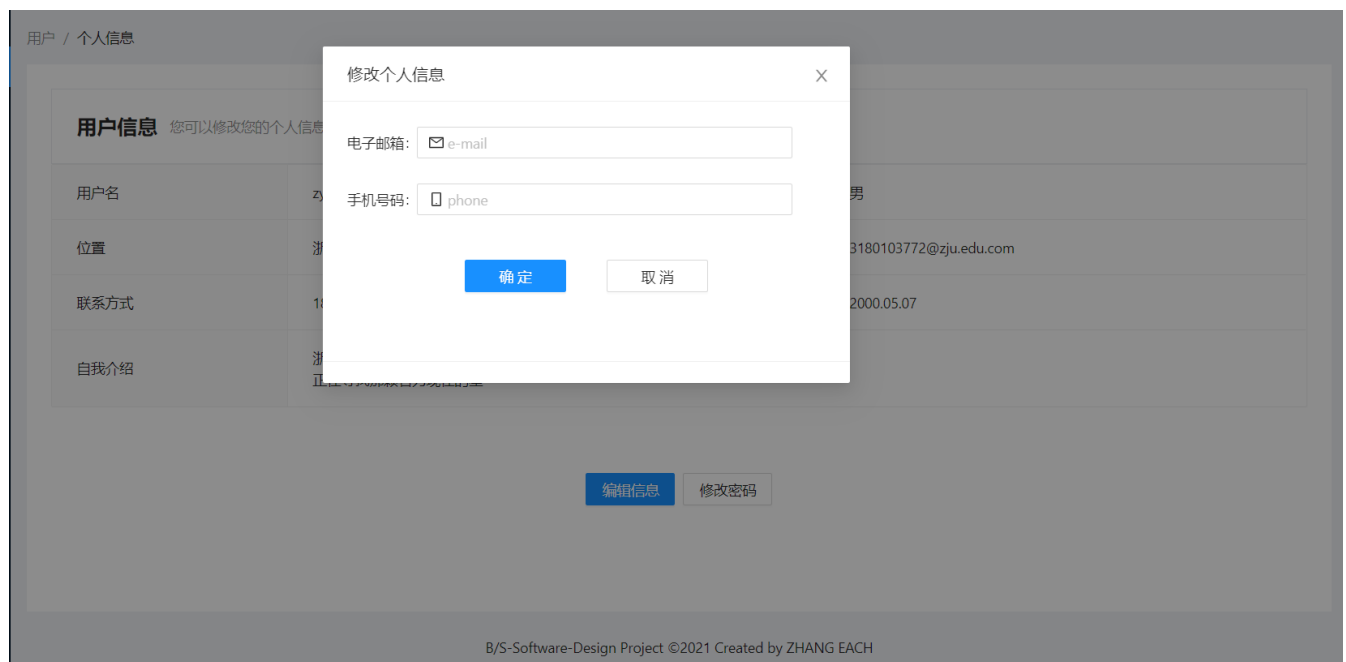 用户 / 个人信息
修改个人信息
用户信息 您可以修改您的个人信息
电子邮箱: e-mail
手机号码: phone
确定 取消
用户名 zy 男
位置 浙 3180103772@zju.edu.com
联系方式 18 2000.05.07
自我介绍 浙
编辑信息 修改密码
B/S-Software-Design Project ©2021 Created by ZHANG EACH